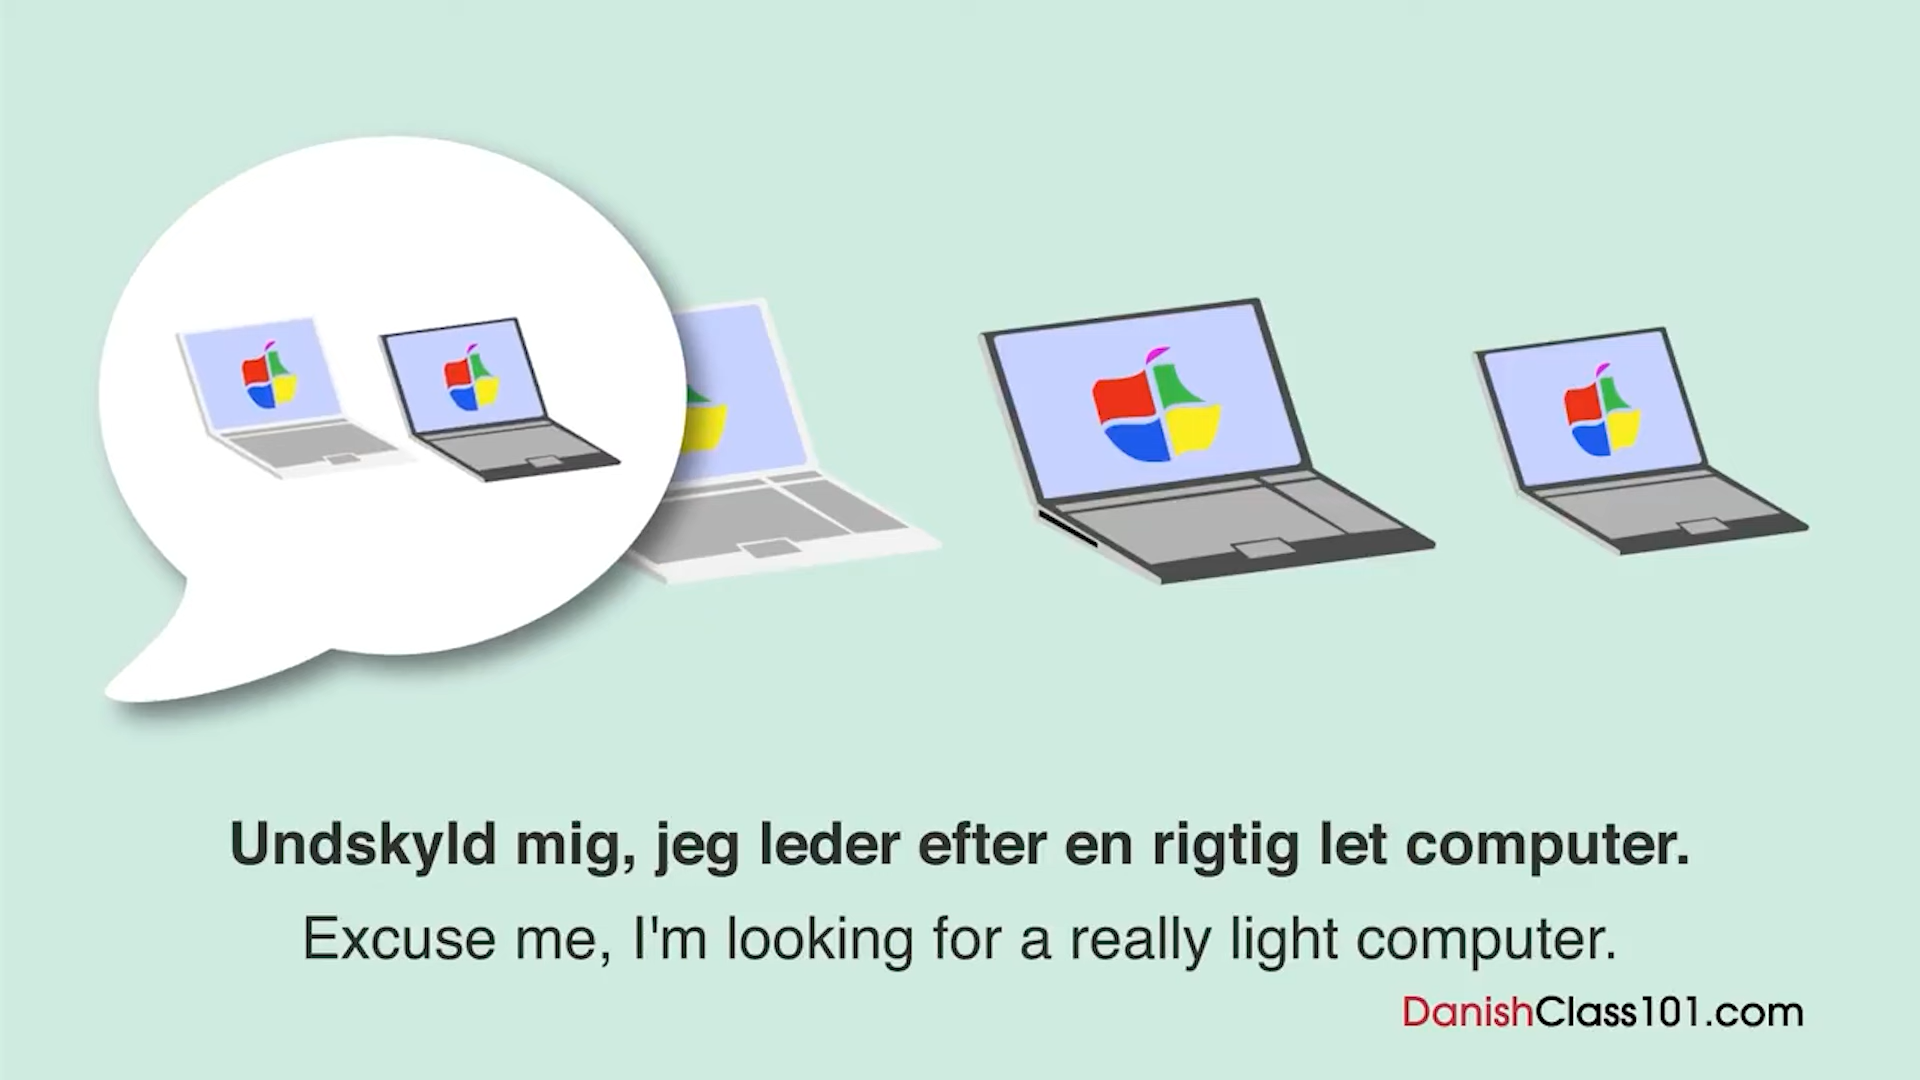 Undskyld mig, jeg leder efter en rigtig let computer.
Excuse me, I'm looking for a really light computer.
DanishClass101.com